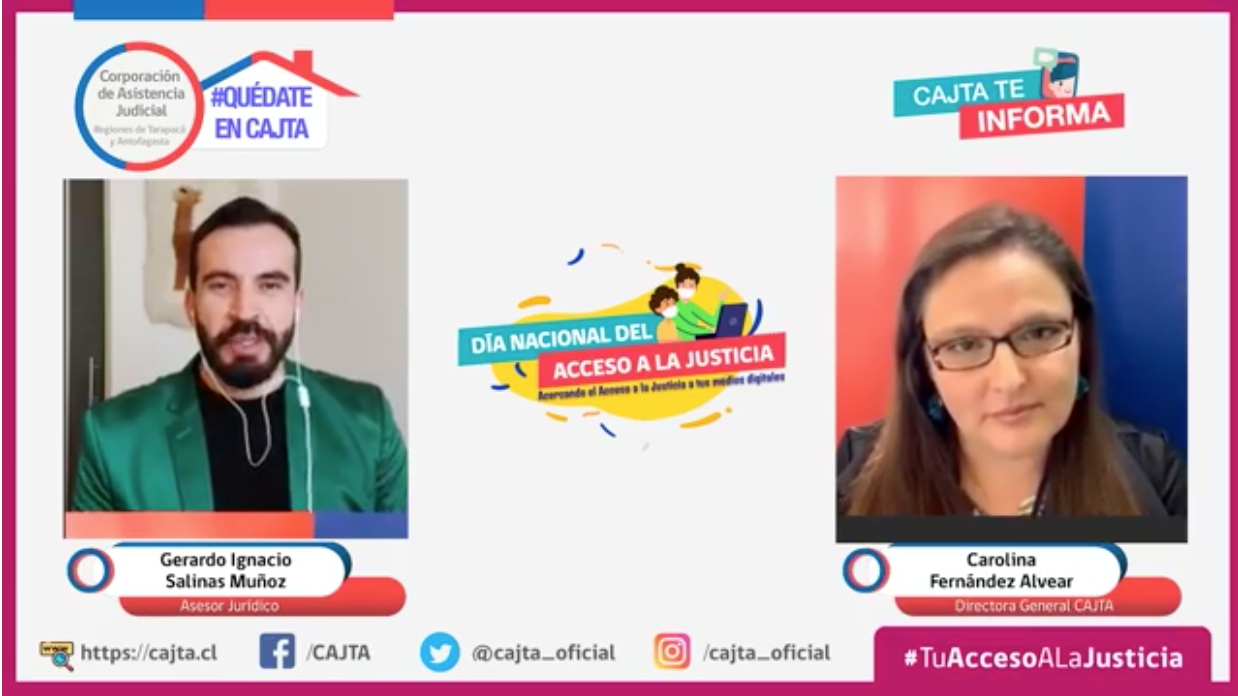 Corporación
de Asistencia
Judicial
Regiones de Tarapacá
y Antofagasta
#QUÉDATE
EN CAJTA
CAJTA TE
INFORMA
DÍA NACIONAL DEL
ACCESO A LA JUSTICIA
Acercando el Acceso a la Justicia a tus medios digitales
Gerardo Ignacio
Salinas Muñoz
Asesor Jurídico
Carolina
Fernández Alvear
Directora General CAJTA
https://cajta.cl
/CAJTA
@cajta_oficial
/cajta_oficial
#TuAccesoALaJusticia